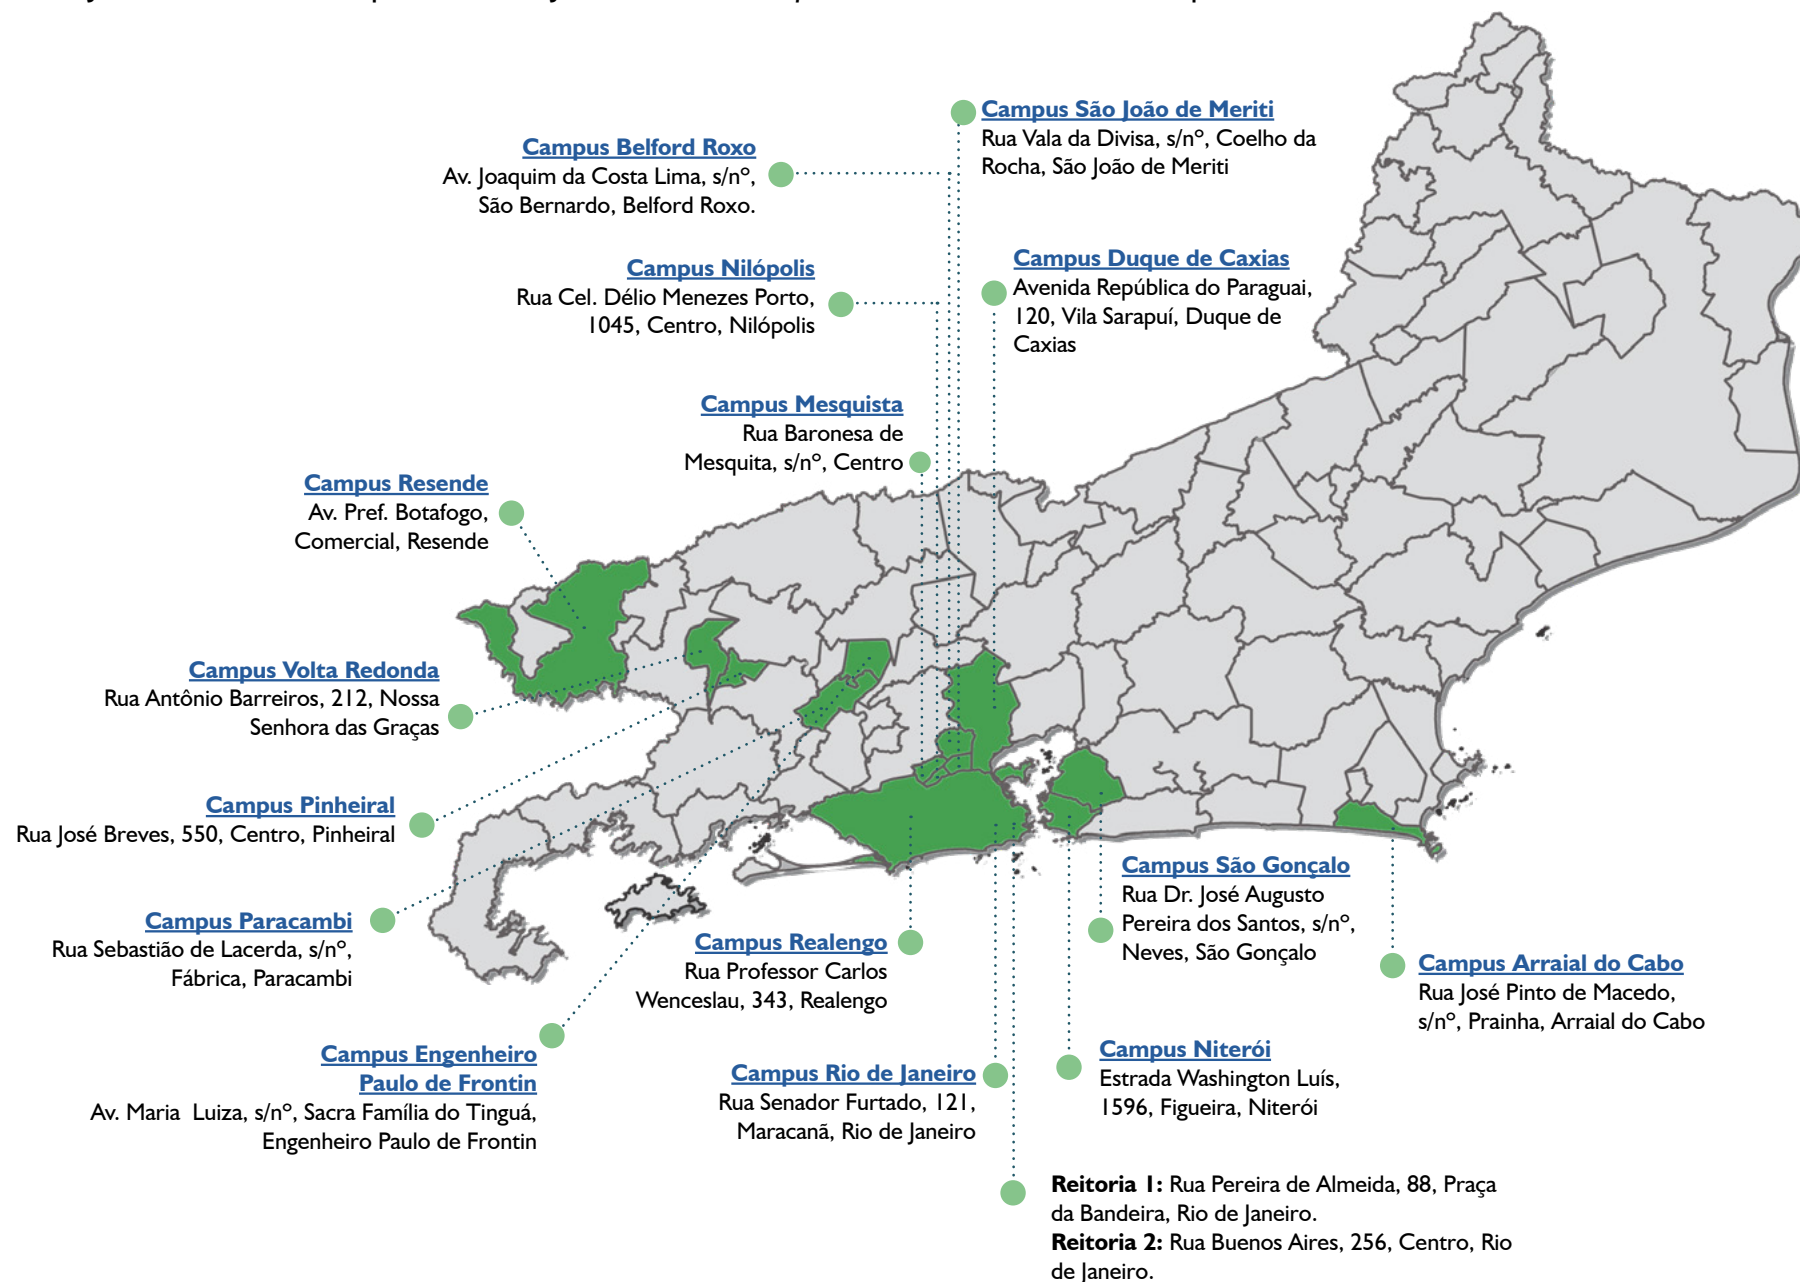 Campus São João de Meriti
Rua Vala da Divisa, s/nº, Coelho da
Rocha, São João de Meriti
Campus Belford Roxo
Av. Joaquim da Costa Lima, s/nº,
São Bernardo, Belford Roxo.
Campus Nilópolis
Rua Cel. Délio Menezes Porto,
1045, Centro, Nilópolis
Campus Duque de Caxias
Avenida República do Paraguai,
120, Vila Sarapuí, Duque de
Caxias
Campus Mesquista
Rua Baronesa de
Mesquita, s/nº, Centro
Campus Resende
Av. Pref. Botafogo,
Comercial, Resende
Campus Volta Redonda
Rua Antônio Barreiros, 212, Nossa
Senhora das Graças
Campus Pinheiral
Rua José Breves, 550, Centro, Pinheiral
Campus Paracambi
Rua Sebastião de Lacerda, s/nº,
Fábrica, Paracambi
Campus Engenheiro
Paulo de Frontin
Av. Maria  Luiza, s/nº, Sacra Família do Tinguá,
Engenheiro Paulo de Frontin
Campus Realengo
Rua Professor Carlos
Wenceslau, 343, Realengo
Campus Rio de Janeiro
Rua Senador Furtado, 121,
Maracanã, Rio de Janeiro
Campus São Gonçalo
Rua Dr. José Augusto
Pereira dos Santos, s/nº,
Neves, São Gonçalo
Campus Arraial do Cabo
Rua José Pinto de Macedo,
s/nº, Prainha, Arraial do Cabo
Campus Niterói
Estrada Washington Luís,
1596, Figueira, Niterói
Reitoria 1: Rua Pereira de Almeida, 88, Praça
da Bandeira, Rio de Janeiro.
Reitoria 2: Rua Buenos Aires, 256, Centro, Rio
de Janeiro.